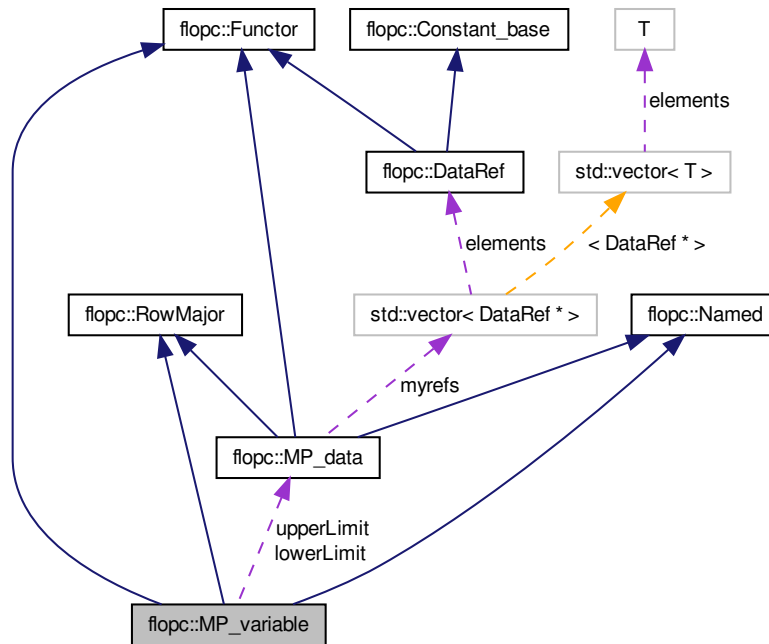 flopc::Functor
flopc::Constant_base
T
elements
flopc::DataRef
std::vector< T >
elements
< DataRef * >
flopc::RowMajor
std::vector< DataRef * >
flopc::Named
myrefs
flopc::MP_data
upperLimit
lowerLimit
flopc::MP_variable